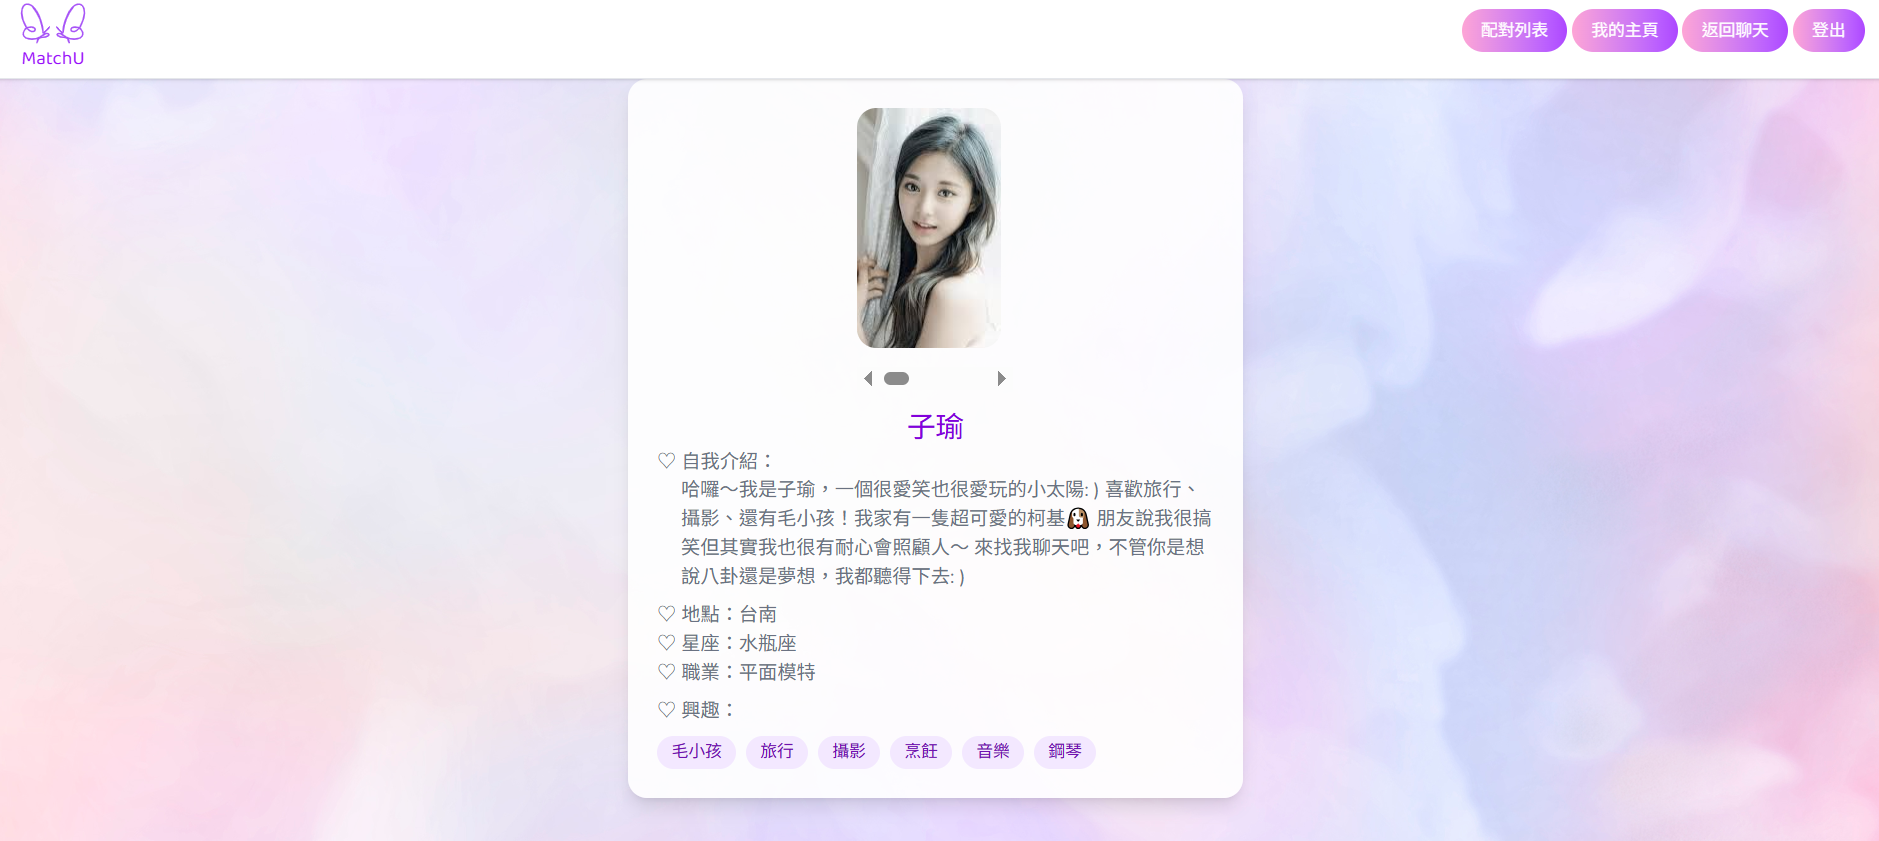 MatchU
配對列表
我的主頁
返回聊天
登出
子瑜
♡ 自我介紹：
哈囉～我是子瑜，一個很愛笑也很愛玩的小太陽: ) 喜歡旅行、
攝影、還有毛小孩！我家有一隻超可愛的柯基🐶 朋友說我很搞
笑但其實我也很有耐心會照顧人～ 來找我聊天吧，不管你是想
說八卦還是夢想，我都聽得下去: )
♡ 地點：台南
♡ 星座：水瓶座
♡ 職業：平面模特
♡ 興趣：
毛小孩
旅行
攝影
烹飪
音樂
鋼琴